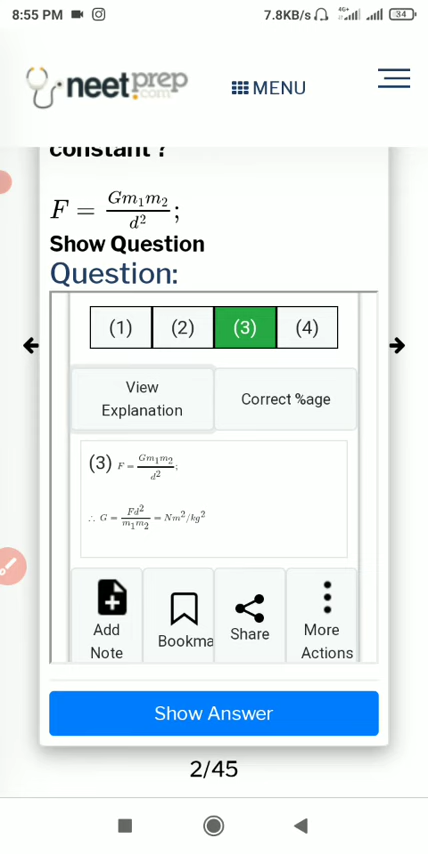 8:55 PM 7.8KB/s 4G+ 34
neetprep
.com
MENU
constant ?
F = Gm₁m₂/d²;
Show Question
Question:
(1) (2) (3) (4)
View Explanation
Correct %age
(3) F = Gm₁m₂/d²;
∴ G = Fd²/m₁m₂ = Nm²/kg²
Add Note
Bookma
Share
More Actions
Show Answer
2/45